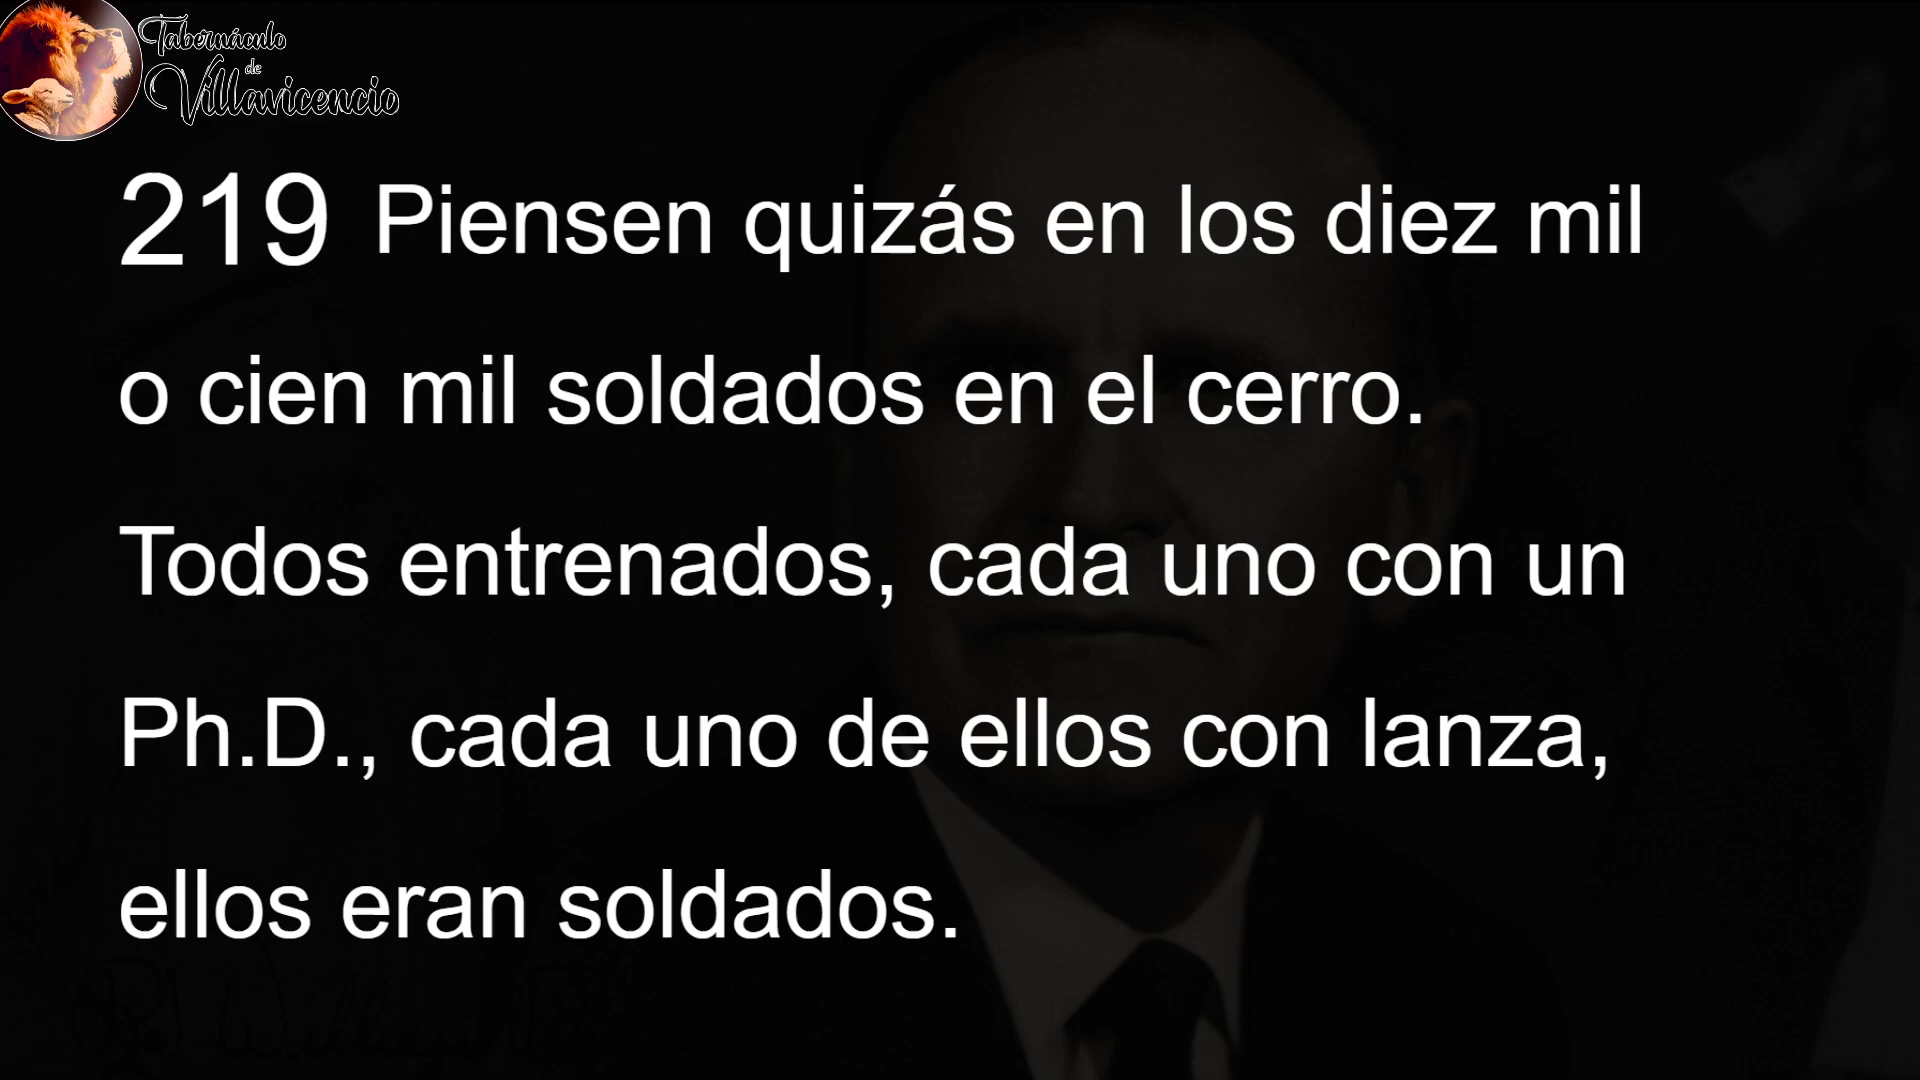 Tabernáculo
de
Villavicencio
219 Piensen quizás en los diez mil
o cien mil soldados en el cerro.
Todos entrenados, cada uno con un
Ph.D., cada uno de ellos con lanza,
ellos eran soldados.